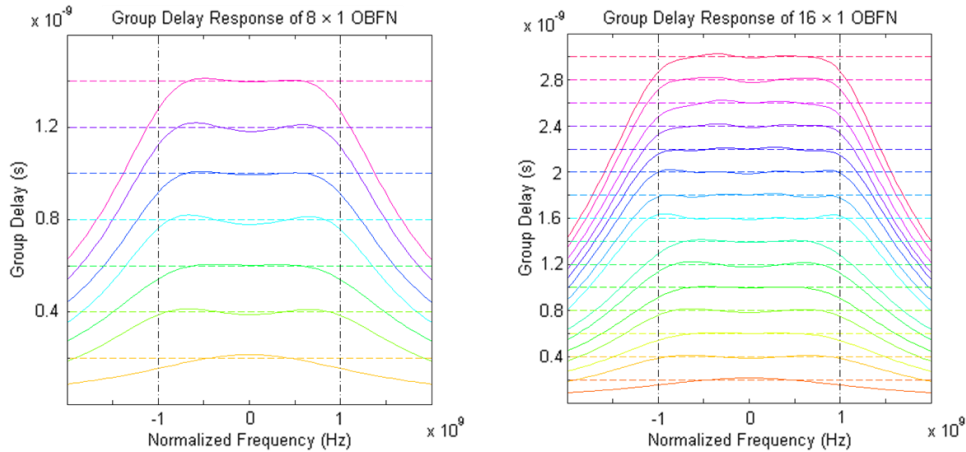 Group Delay Response of 8 × 1 OBFN
x 10⁻⁹
1.2
0.8
0.4
Group Delay (s)
-1
0
1
x 10⁹
Normalized Frequency (Hz)
Group Delay Response of 16 × 1 OBFN
x 10⁻⁹
2.8
2.4
2
1.6
1.2
0.8
0.4
Group Delay (s)
-1
0
1
x 10⁹
Normalized Frequency (Hz)